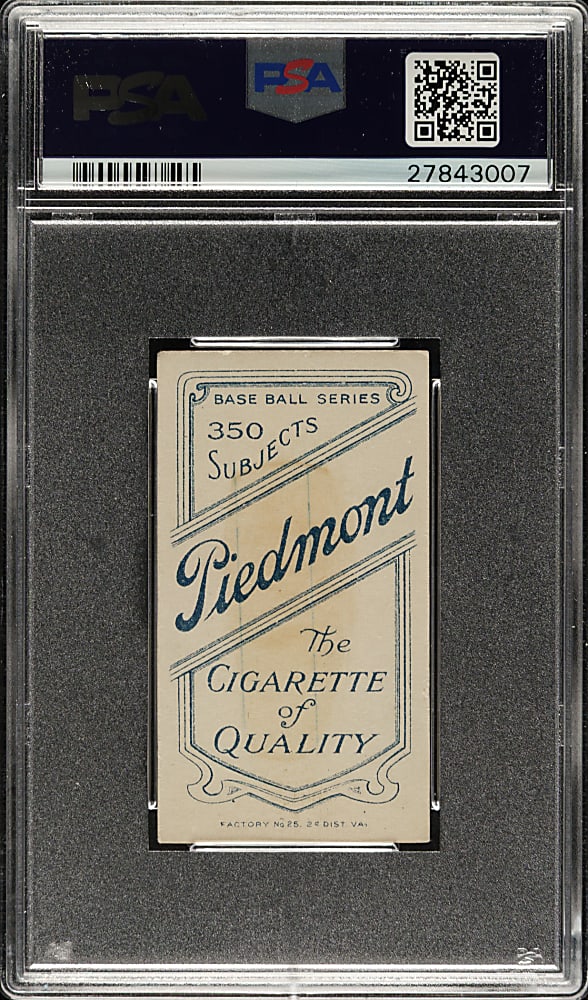 PSA
PSA
27843007
BASE BALL SERIES
350
SUBJECTS
Piedmont
The
CIGARETTE
of
QUALITY
FACTORY No 25. 2D DIST. VA.